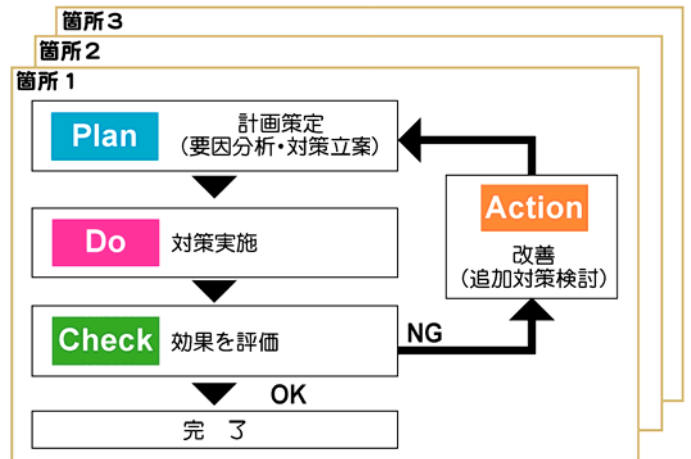 箇所3
箇所2
箇所1
Plan
計画策定
(要因分析・対策立案)
Action
改善
(追加対策検討)
Do
対策実施
Check
効果を評価
NG
OK
完 了